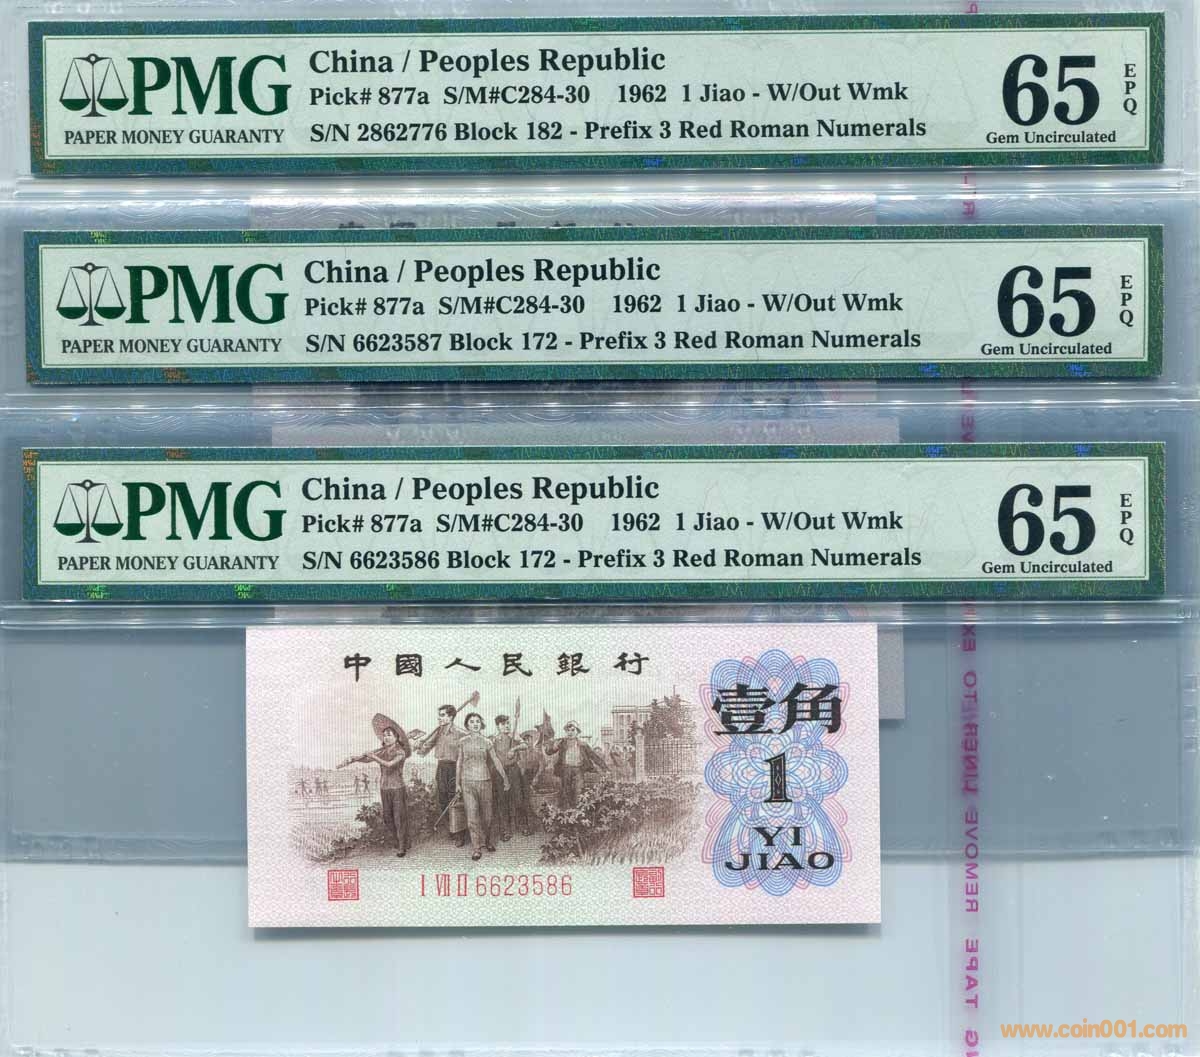 PMG
PAPER MONEY GUARANTY
China / Peoples Republic
Pick# 877a S/M#C284-30 1962 1 Jiao - W/Out Wmk
S/N 2862776 Block 182 - Prefix 3 Red Roman Numerals
65
EPQ
Gem Uncirculated
PMG
PAPER MONEY GUARANTY
China / Peoples Republic
Pick# 877a S/M#C284-30 1962 1 Jiao - W/Out Wmk
S/N 6623587 Block 172 - Prefix 3 Red Roman Numerals
65
EPQ
Gem Uncirculated
PMG
PAPER MONEY GUARANTY
China / Peoples Republic
Pick# 877a S/M#C284-30 1962 1 Jiao - W/Out Wmk
S/N 6623586 Block 172 - Prefix 3 Red Roman Numerals
65
EPQ
Gem Uncirculated
中國人民銀行
壹角
1
YI
JIAO
I VII II 6623586
TAPE REMOVE LINER TO
www.coin001.com